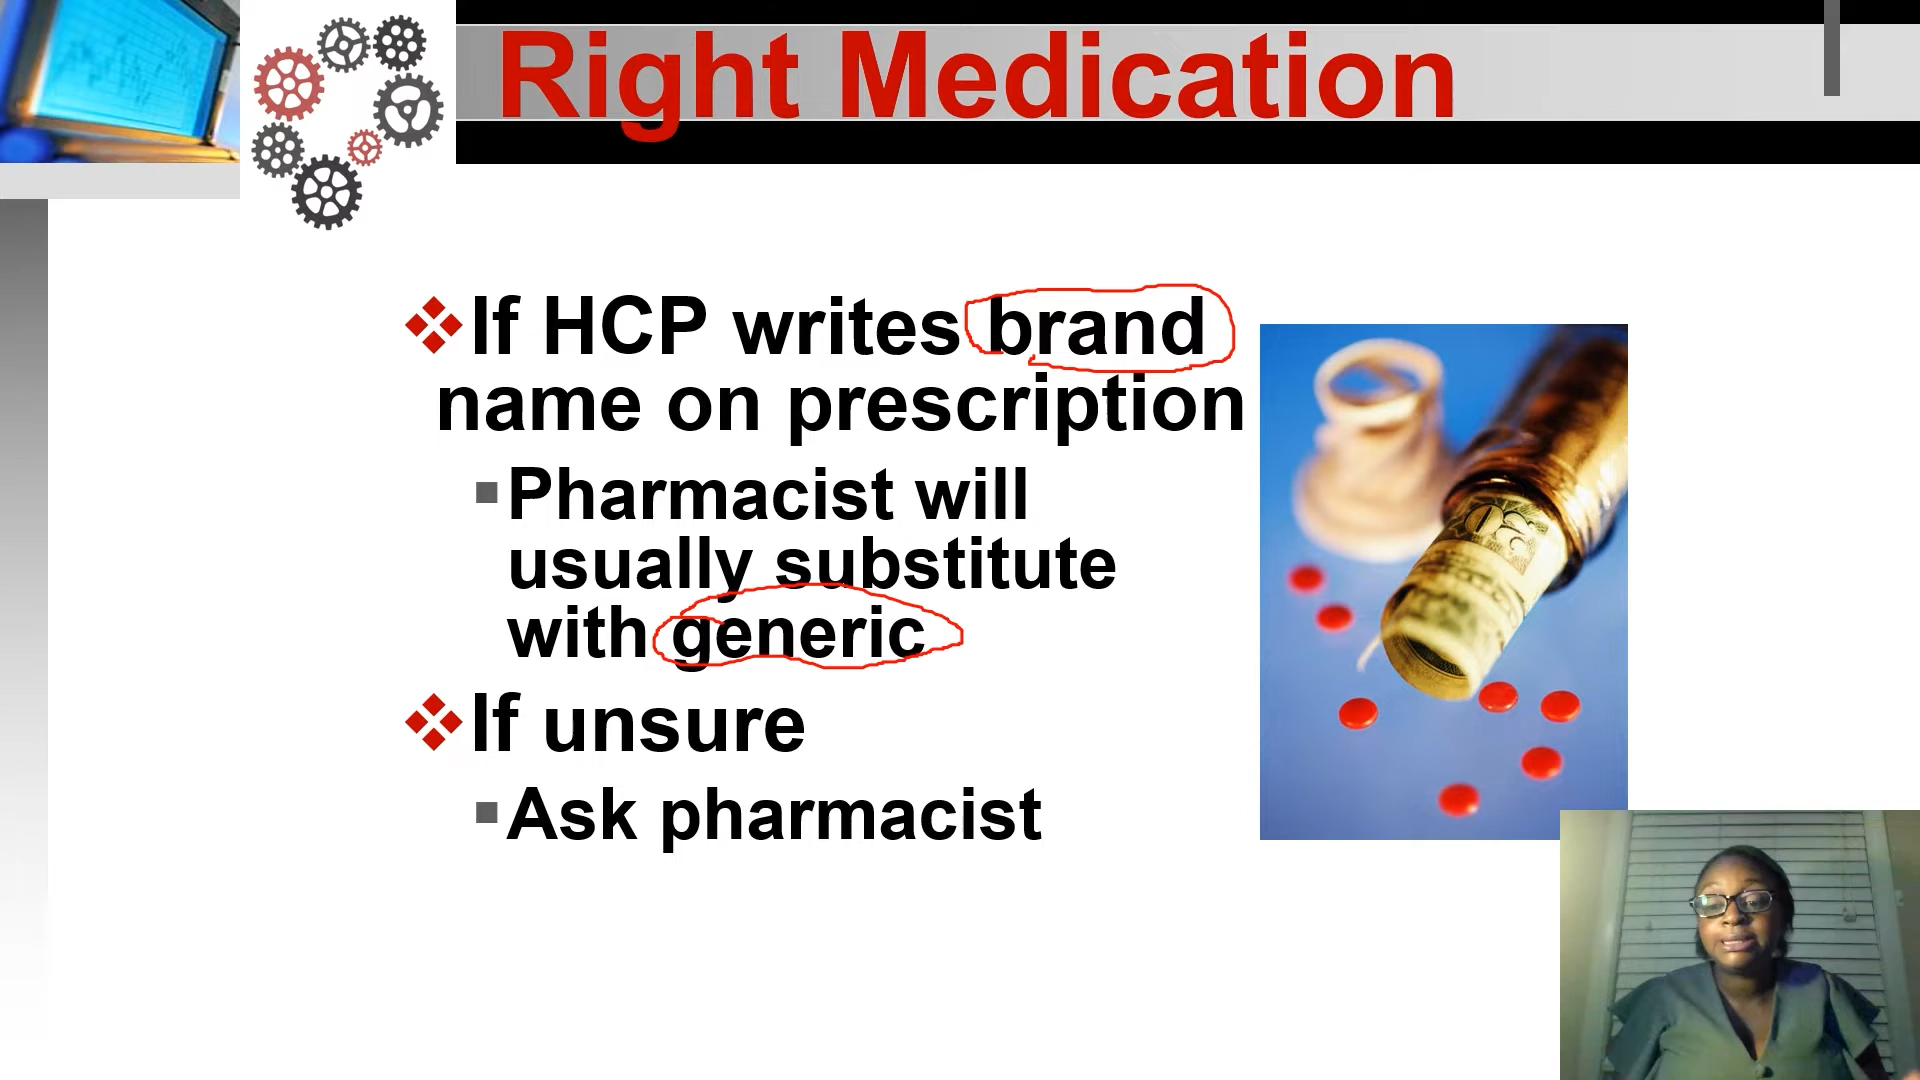 Right Medication
If HCP writes brand
name on prescription
Pharmacist will
usually substitute
with generic
If unsure
Ask pharmacist